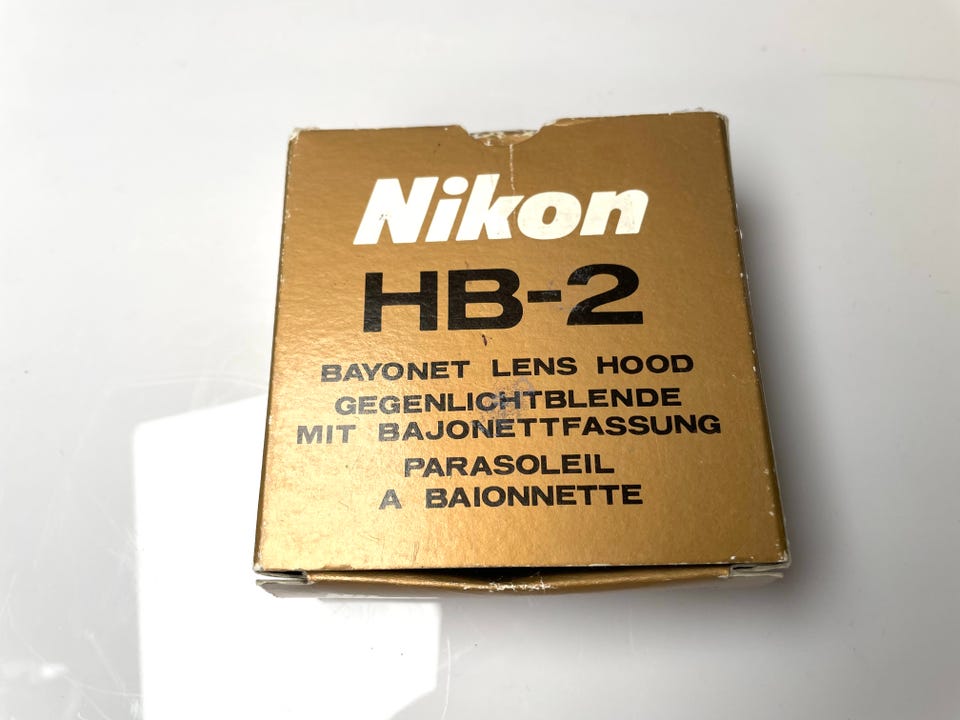 Nikon
HB-2
BAYONET LENS HOOD
GEGENLICHTBLENDE
MIT BAJONETTFASSUNG
PARASOLEIL
A BAIONNETTE